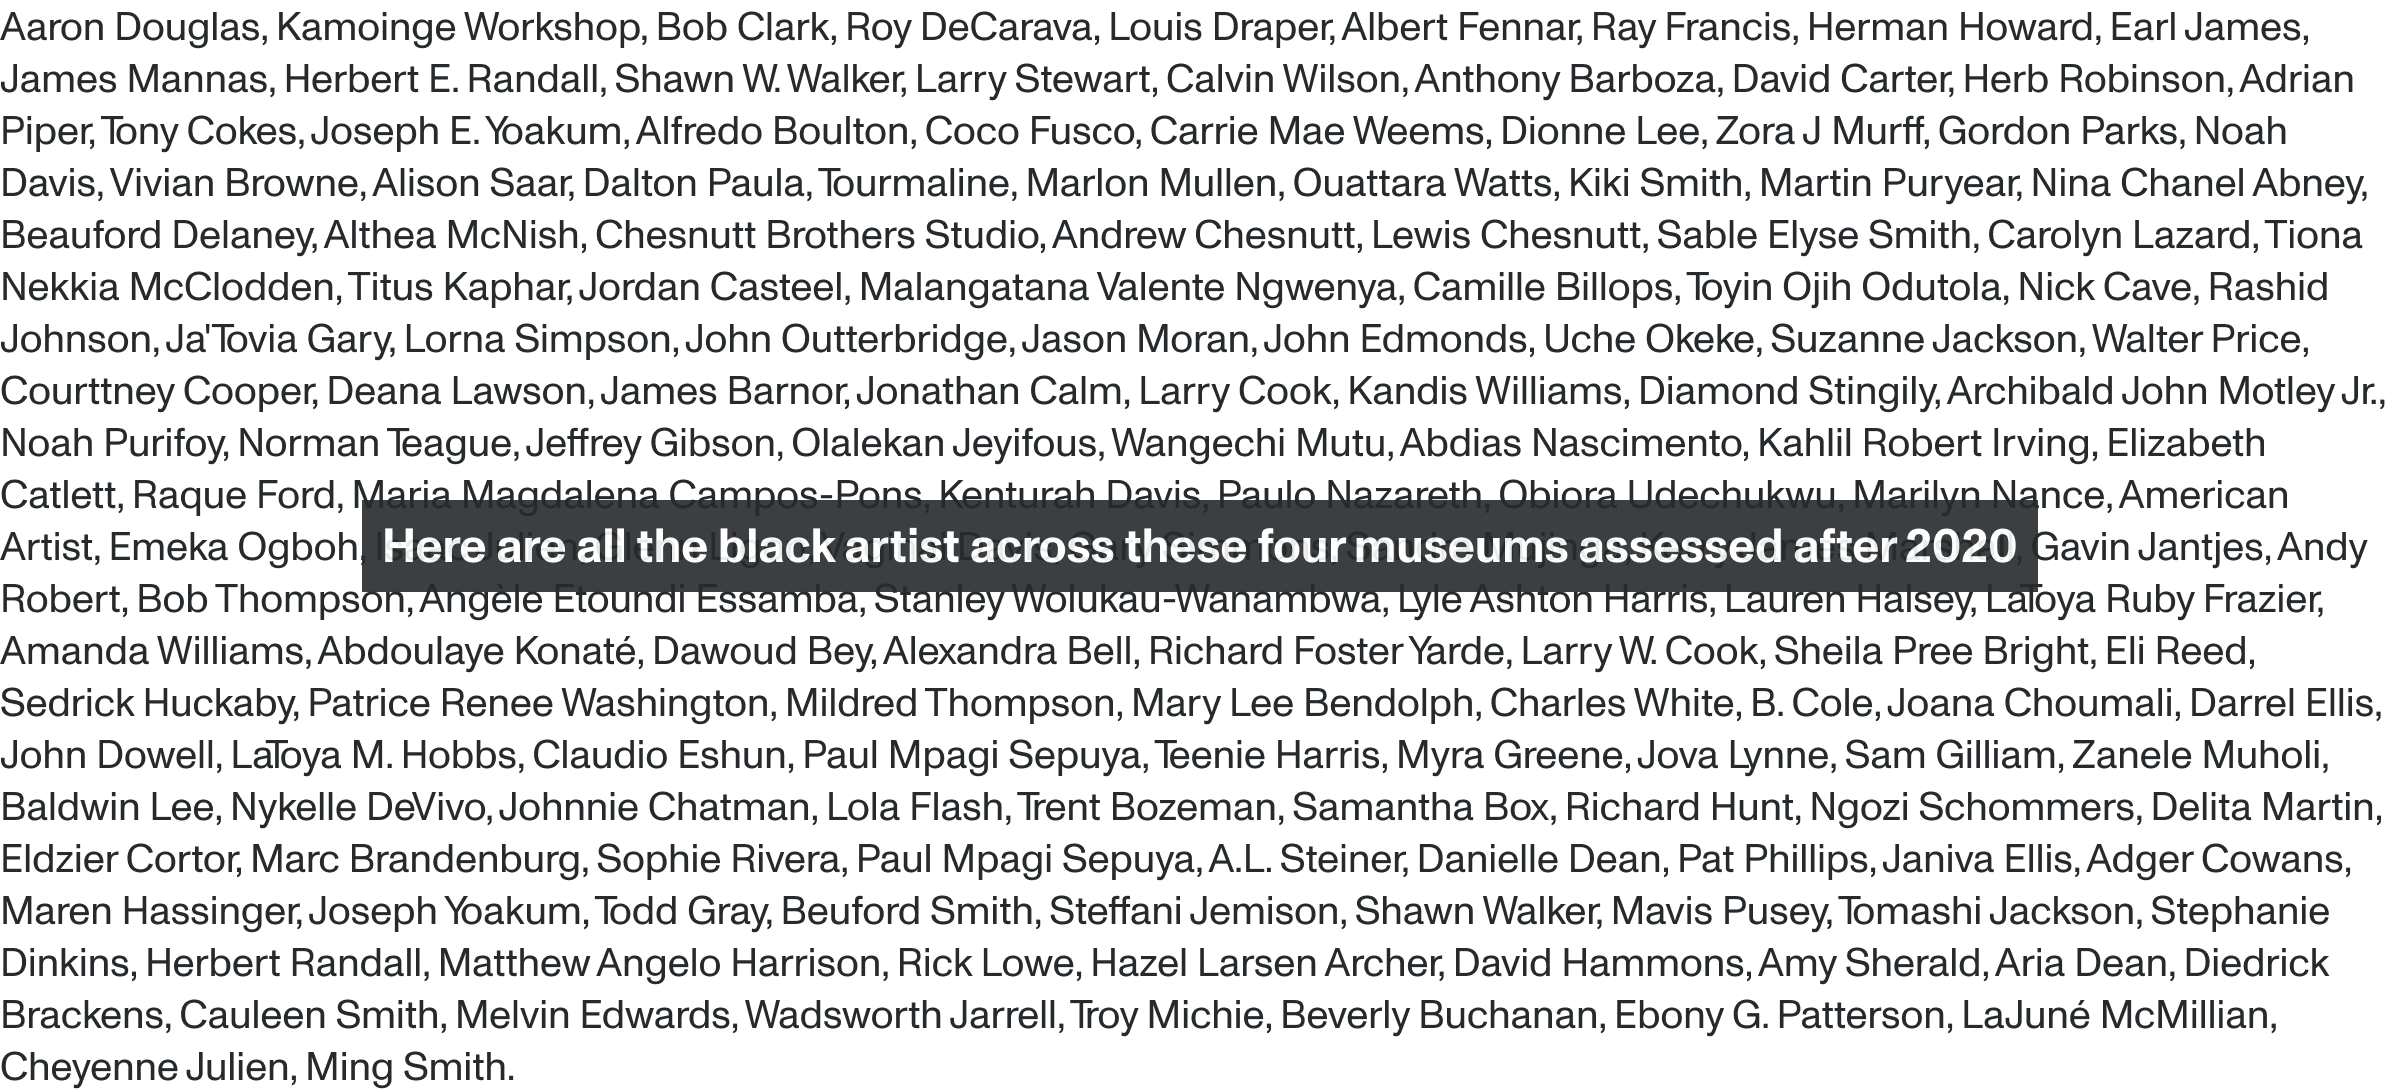 Aaron Douglas, Kamoinge Workshop, Bob Clark, Roy DeCarava, Louis Draper, Albert Fennar, Ray Francis, Herman Howard, Earl James,
James Mannas, Herbert E. Randall, Shawn W. Walker, Larry Stewart, Calvin Wilson, Anthony Barboza, David Carter, Herb Robinson, Adrian
Piper, Tony Cokes, Joseph E. Yoakum, Alfredo Boulton, Coco Fusco, Carrie Mae Weems, Dionne Lee, Zora J Murff, Gordon Parks, Noah
Davis, Vivian Browne, Alison Saar, Dalton Paula, Tourmaline, Marlon Mullen, Ouattara Watts, Kiki Smith, Martin Puryear, Nina Chanel Abney,
Beauford Delaney, Althea McNish, Chesnutt Brothers Studio, Andrew Chesnutt, Lewis Chesnutt, Sable Elyse Smith, Carolyn Lazard, Tiona
Nekkia McClodden, Titus Kaphar, Jordan Casteel, Malangatana Valente Ngwenya, Camille Billops, Toyin Ojih Odutola, Nick Cave, Rashid
Johnson, Ja'Tovia Gary, Lorna Simpson, John Outterbridge, Jason Moran, John Edmonds, Uche Okeke, Suzanne Jackson, Walter Price,
Courttney Cooper, Deana Lawson, James Barnor, Jonathan Calm, Larry Cook, Kandis Williams, Diamond Stingily, Archibald John Motley Jr.,
Noah Purifoy, Norman Teague, Jeffrey Gibson, Olalekan Jeyifous, Wangechi Mutu, Abdias Nascimento, Kahlil Robert Irving, Elizabeth
Catlett, Raque Ford, Maria Magdalena Campos-Pons, Kenturah Davis, Paulo Nazareth, Obiora Udechukwu, Marilyn Nance, American
Artist, Emeka Ogboh, Gavin Jantjes, Andy
Here are all the black artist across these four museums assessed after 2020
Robert, Bob Thompson, Angèle Etoundi Essamba, Stanley Wolukau-Wanambwa, Lyle Ashton Harris, Lauren Halsey, LaToya Ruby Frazier,
Amanda Williams, Abdoulaye Konaté, Dawoud Bey, Alexandra Bell, Richard Foster Yarde, Larry W. Cook, Sheila Pree Bright, Eli Reed,
Sedrick Huckaby, Patrice Renee Washington, Mildred Thompson, Mary Lee Bendolph, Charles White, B. Cole, Joana Choumali, Darrel Ellis,
John Dowell, LaToya M. Hobbs, Claudio Eshun, Paul Mpagi Sepuya, Teenie Harris, Myra Greene, Jova Lynne, Sam Gilliam, Zanele Muholi,
Baldwin Lee, Nykelle DeVivo, Johnnie Chatman, Lola Flash, Trent Bozeman, Samantha Box, Richard Hunt, Ngozi Schommers, Delita Martin,
Eldzier Cortor, Marc Brandenburg, Sophie Rivera, Paul Mpagi Sepuya, A.L. Steiner, Danielle Dean, Pat Phillips, Janiva Ellis, Adger Cowans,
Maren Hassinger, Joseph Yoakum, Todd Gray, Beuford Smith, Steffani Jemison, Shawn Walker, Mavis Pusey, Tomashi Jackson, Stephanie
Dinkins, Herbert Randall, Matthew Angelo Harrison, Rick Lowe, Hazel Larsen Archer, David Hammons, Amy Sherald, Aria Dean, Diedrick
Brackens, Cauleen Smith, Melvin Edwards, Wadsworth Jarrell, Troy Michie, Beverly Buchanan, Ebony G. Patterson, LaJuné McMillian,
Cheyenne Julien, Ming Smith.